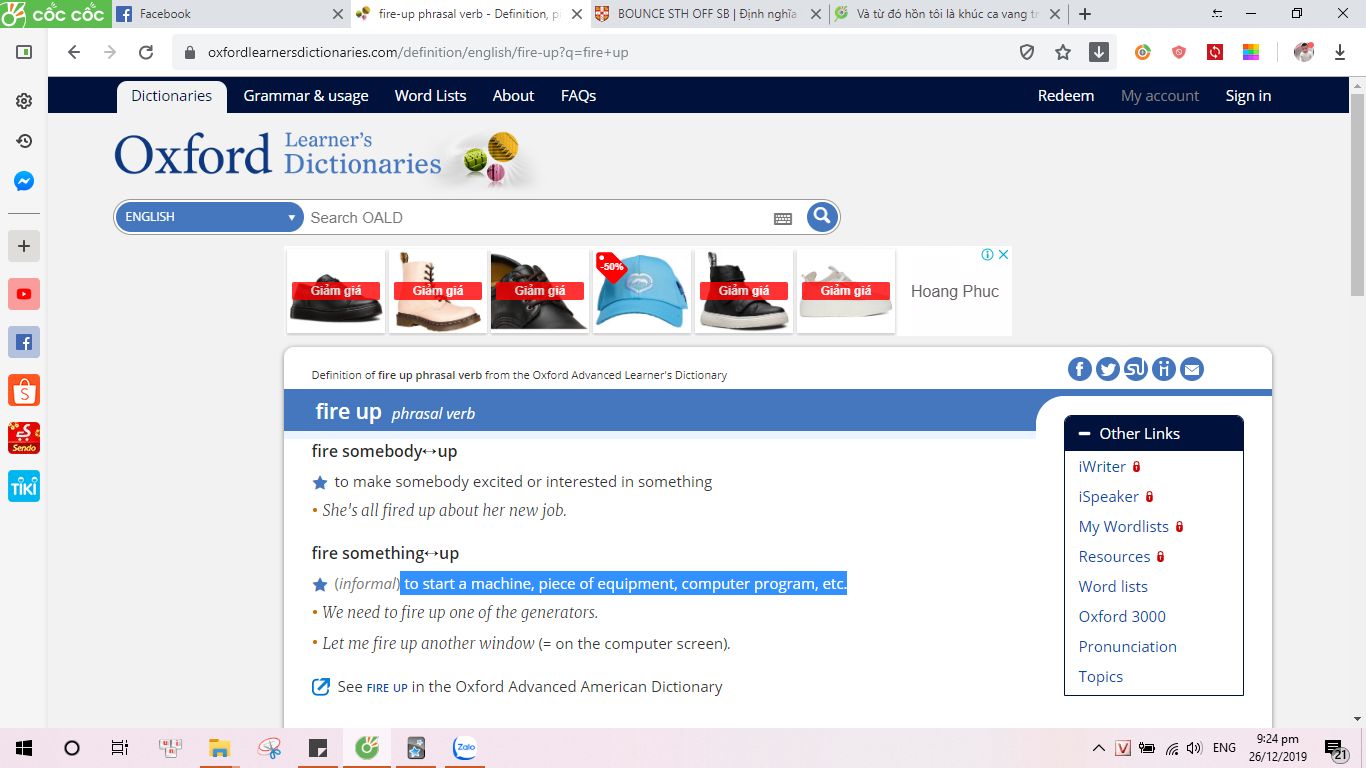 cốc cốc
Facebook
fire-up phrasal verb - Definition, p
BOUNCE STH OFF SB | Định nghĩa
Và từ đó hồn tôi là khúc ca vang tr
oxfordlearnersdictionaries.com/definition/english/fire-up?q=fire+up
Dictionaries Grammar & usage Word Lists About FAQs Redeem My account Sign in
Oxford Learner's Dictionaries
ENGLISH Search OALD
-50%
Giảm giá Giảm giá Giảm giá Giảm giá Giảm giá
Hoang Phuc
Definition of fire up phrasal verb from the Oxford Advanced Learner's Dictionary
fire up phrasal verb
fire somebody↔up
to make somebody excited or interested in something
• She's all fired up about her new job.
fire something↔up
(informal) to start a machine, piece of equipment, computer program, etc.
• We need to fire up one of the generators.
• Let me fire up another window (= on the computer screen).
See FIRE UP in the Oxford Advanced American Dictionary
Other Links
iWriter
iSpeaker
My Wordlists
Resources
Word lists
Oxford 3000
Pronunciation
Topics
Sendo
TIKI
Zalo
V
ENG
9:24 pm
26/12/2019
21